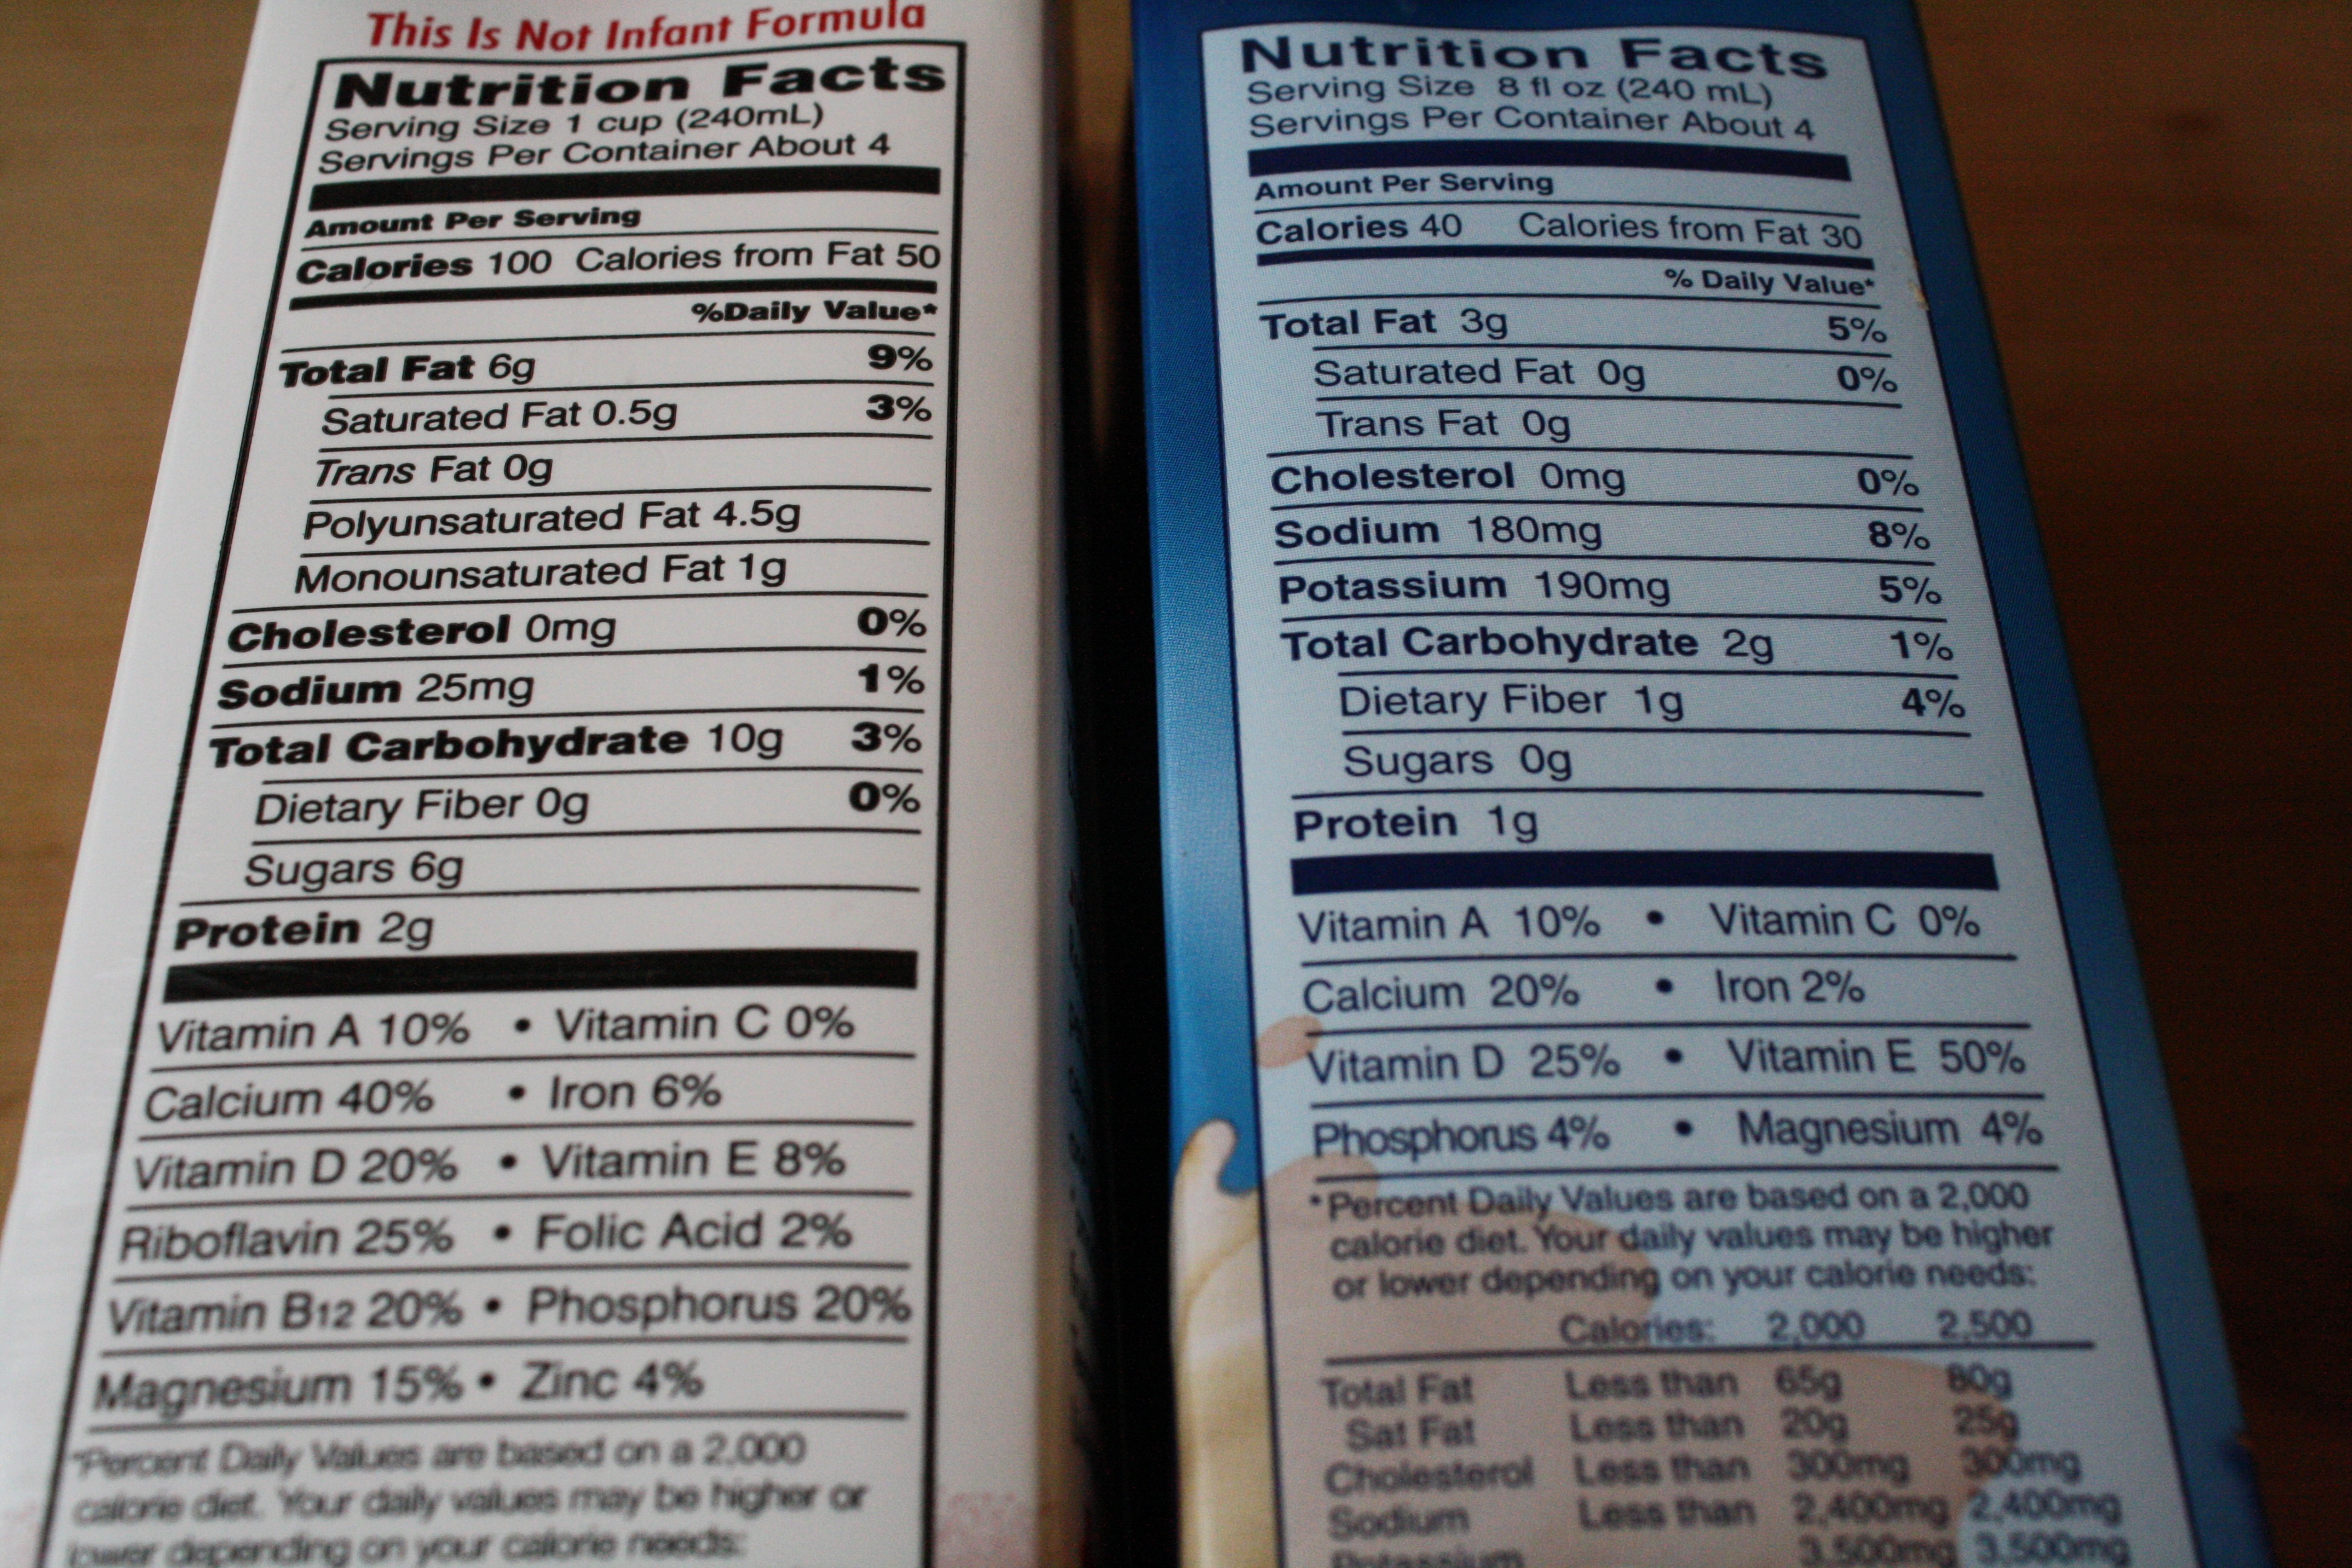 This Is Not Infant Formula
Nutrition Facts
Serving Size 1 cup (240mL)
Servings Per Container About 4
Amount Per Serving
Calories 100 Calories from Fat 50
%Daily Value*
Total Fat 6g 9%
Saturated Fat 0.5g 3%
Trans Fat 0g
Polyunsaturated Fat 4.5g
Monounsaturated Fat 1g
Cholesterol 0mg 0%
Sodium 25mg 1%
Total Carbohydrate 10g 3%
Dietary Fiber 0g 0%
Sugars 6g
Protein 2g
Vitamin A 10% • Vitamin C 0%
Calcium 40% • Iron 6%
Vitamin D 20% • Vitamin E 8%
Riboflavin 25% • Folic Acid 2%
Vitamin B12 20% • Phosphorus 20%
Magnesium 15% • Zinc 4%
*Percent Daily Values are based on a 2,000
calorie diet. Your daily values may be higher or
lower depending on your calorie needs:
Nutrition Facts
Serving Size 8 fl oz (240 mL)
Servings Per Container About 4
Amount Per Serving
Calories 40 Calories from Fat 30
% Daily Value*
Total Fat 3g 5%
Saturated Fat 0g 0%
Trans Fat 0g
Cholesterol 0mg 0%
Sodium 180mg 8%
Potassium 190mg 5%
Total Carbohydrate 2g 1%
Dietary Fiber 1g 4%
Sugars 0g
Protein 1g
Vitamin A 10% • Vitamin C 0%
Calcium 20% • Iron 2%
Vitamin D 25% • Vitamin E 50%
Phosphorus 4% • Magnesium 4%
*Percent Daily Values are based on a 2,000
calorie diet. Your daily values may be higher
or lower depending on your calorie needs:
Calories: 2,000 2,500
Total Fat Less than 65g 80g
Sat Fat Less than 20g 25g
Cholesterol Less than 300mg 300mg
Sodium Less than 2,400mg 2,400mg
Potassium 3,500mg 3,500mg